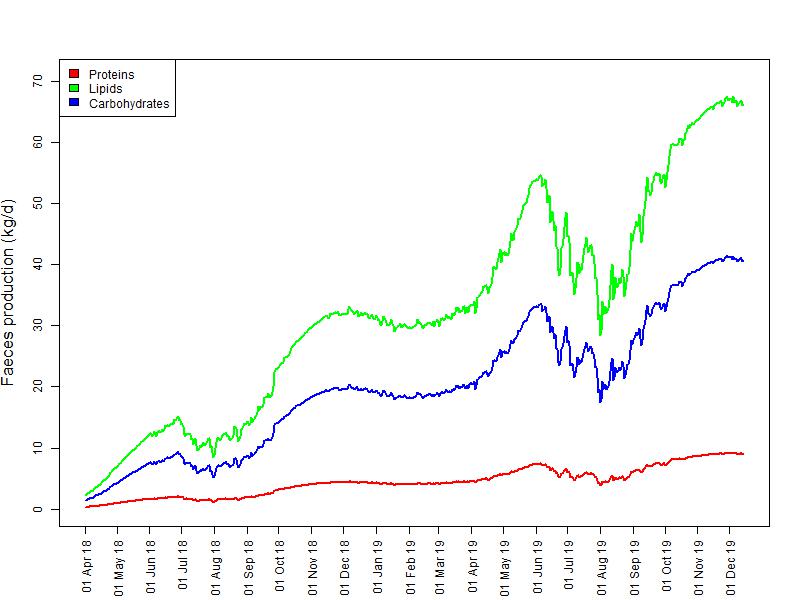 Proteins
Lipids
Carbohydrates
Faeces production (kg/d)
70
60
50
40
30
20
10
0
01 Apr 18
01 May 18
01 Jun 18
01 Jul 18
01 Aug 18
01 Sep 18
01 Oct 18
01 Nov 18
01 Dec 18
01 Jan 19
01 Feb 19
01 Mar 19
01 Apr 19
01 May 19
01 Jun 19
01 Jul 19
01 Aug 19
01 Sep 19
01 Oct 19
01 Nov 19
01 Dec 19